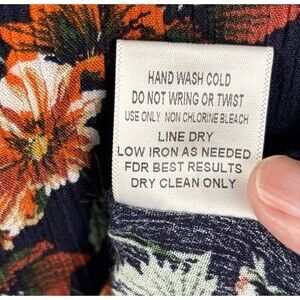 HAND WASH COLD
DO NOT WRING OR TWIST
USE ONLY NON CHLORINE BLEACH
LINE DRY
LOW IRON AS NEEDED
FDR BEST RESULTS
DRY CLEAN ONLY